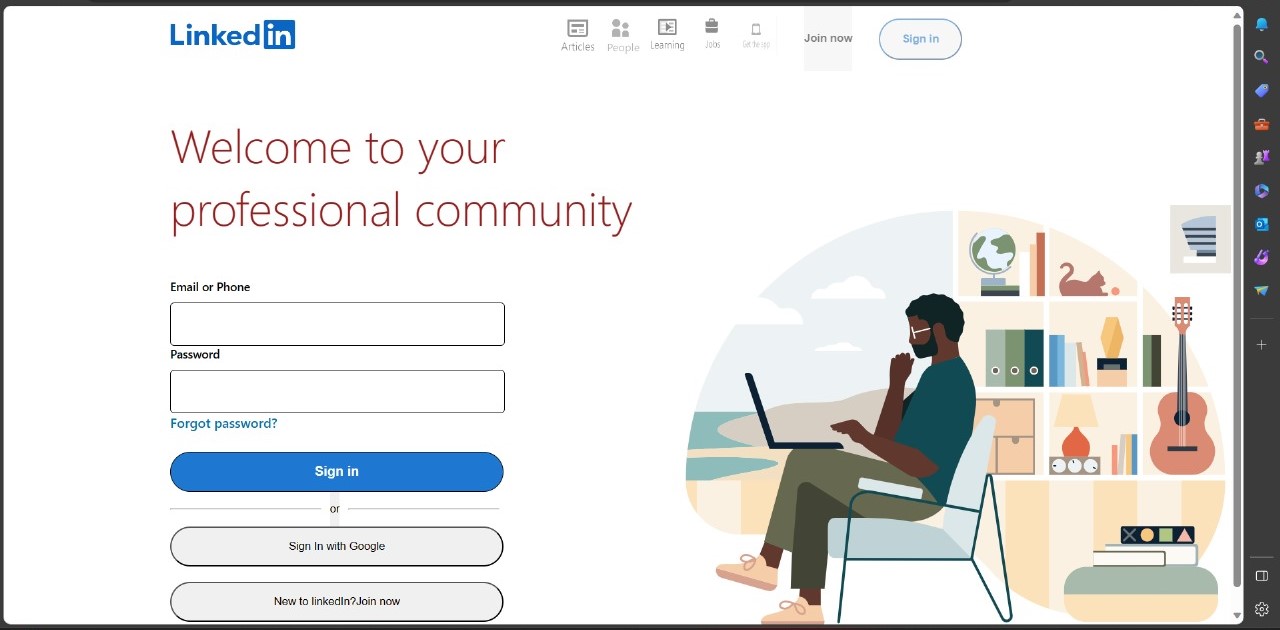 Linkedin
Articles
People
Learning
Jobs
Get the app
Join now
Sign in
Welcome to your
professional community
Email or Phone
Password
Forgot password?
Sign in
or
Sign In with Google
New to linkedIn?Join now